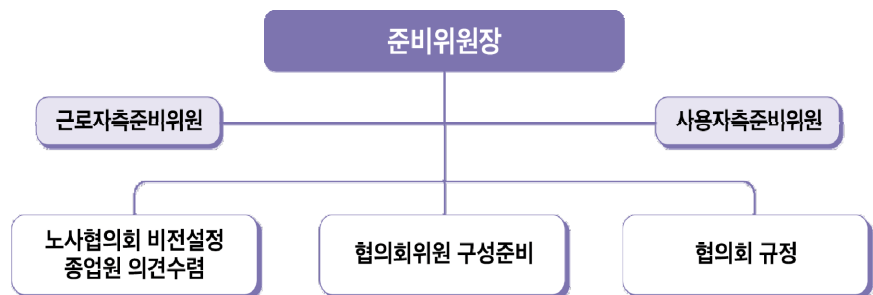 준비위원장
근로자측준비위원
사용자측준비위원
노사협의회 비전설정
종업원 의견수렴
협의회위원 구성준비
협의회 규정